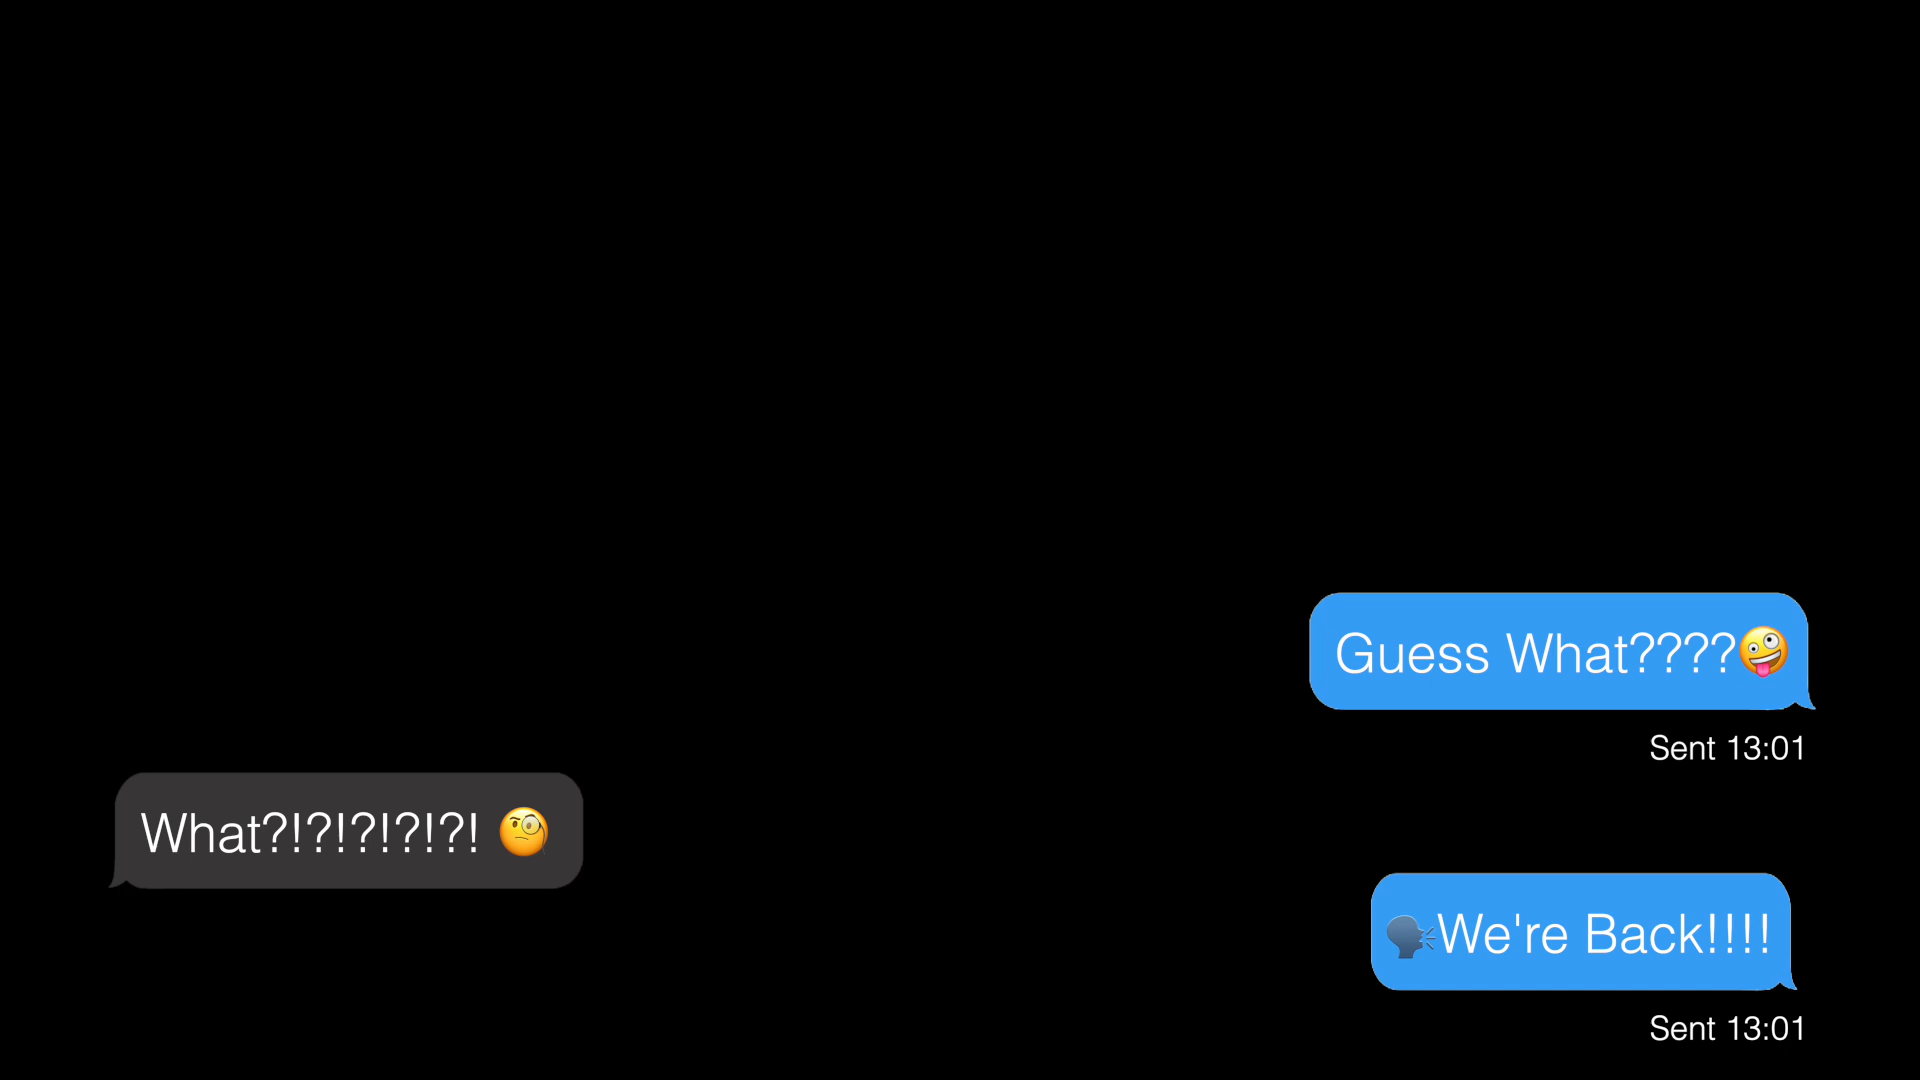 Guess What????🤪
Sent 13:01
What?!?!?!?!?! 🧐
🗣️We're Back!!!!
Sent 13:01